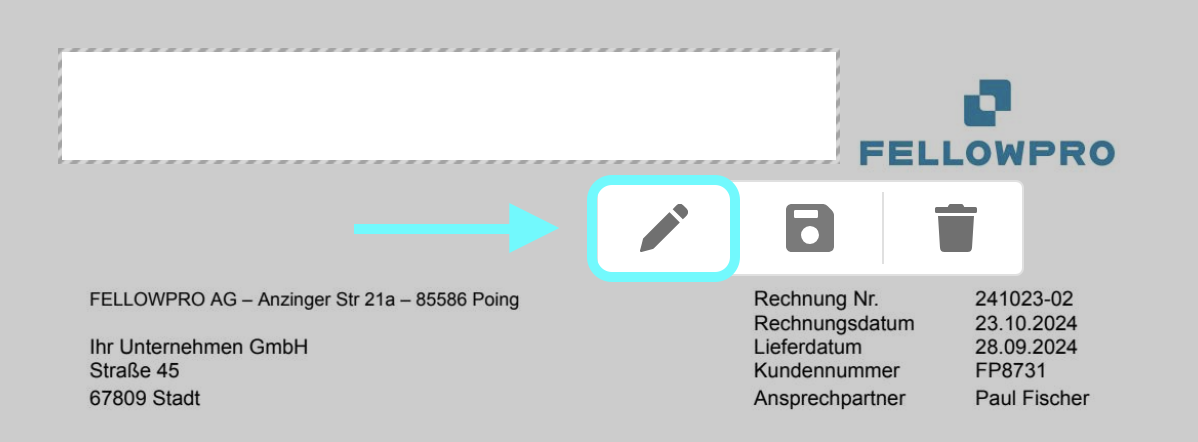 FELLOWPRO
FELLOWPRO AG – Anzinger Str 21a – 85586 Poing
Ihr Unternehmen GmbH
Straße 45
67809 Stadt
Rechnung Nr. 241023-02
Rechnungsdatum 23.10.2024
Lieferdatum 28.09.2024
Kundennummer FP8731
Ansprechpartner Paul Fischer